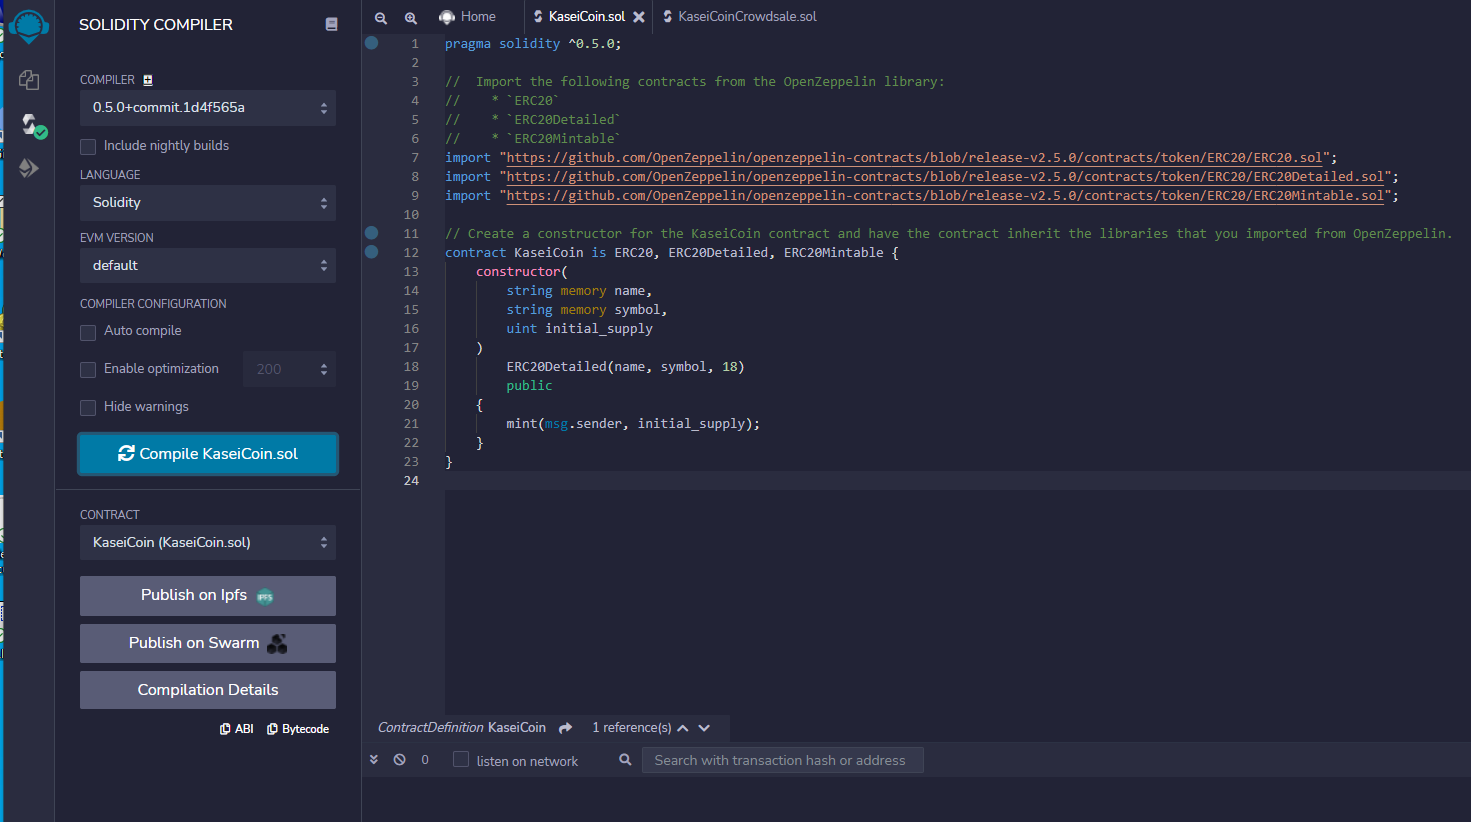 SOLIDITY COMPILER
COMPILER
0.5.0+commit.1d4f565a
Include nightly builds
LANGUAGE
Solidity
EVM VERSION
default
COMPILER CONFIGURATION
Auto compile
Enable optimization 200
Hide warnings
Compile KaseiCoin.sol
CONTRACT
KaseiCoin (KaseiCoin.sol)
Publish on Ipfs IPFS
Publish on Swarm
Compilation Details
ABI Bytecode
Home KaseiCoin.sol KaseiCoinCrowdsale.sol
1 pragma solidity ^0.5.0;
2
3 //  Import the following contracts from the OpenZeppelin library:
4 //    * `ERC20`
5 //    * `ERC20Detailed`
6 //    * `ERC20Mintable`
7 import "https://github.com/OpenZeppelin/openzeppelin-contracts/blob/release-v2.5.0/contracts/token/ERC20/ERC20.sol";
8 import "https://github.com/OpenZeppelin/openzeppelin-contracts/blob/release-v2.5.0/contracts/token/ERC20/ERC20Detailed.sol";
9 import "https://github.com/OpenZeppelin/openzeppelin-contracts/blob/release-v2.5.0/contracts/token/ERC20/ERC20Mintable.sol";
10
11 // Create a constructor for the KaseiCoin contract and have the contract inherit the libraries that you imported from OpenZeppelin.
12 contract KaseiCoin is ERC20, ERC20Detailed, ERC20Mintable {
13     constructor(
14         string memory name,
15         string memory symbol,
16         uint initial_supply
17     )
18         ERC20Detailed(name, symbol, 18)
19         public
20     {
21         mint(msg.sender, initial_supply);
22     }
23 }
24
ContractDefinition KaseiCoin 1 reference(s)
0 listen on network Search with transaction hash or address